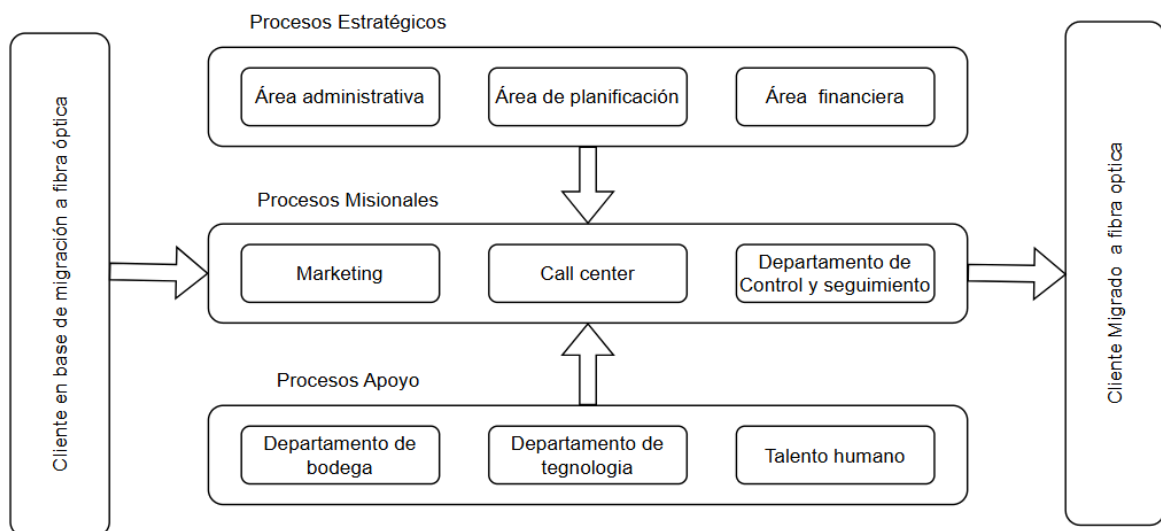 Procesos Estratégicos
Cliente en base de migración a fibra óptica
Área administrativa
Área de planificación
Área financiera
Procesos Misionales
Marketing
Call center
Departamento de
Control y seguimiento
Procesos Apoyo
Departamento de
bodega
Departamento de
tegnologia
Talento humano
Cliente Migrado a fibra optica